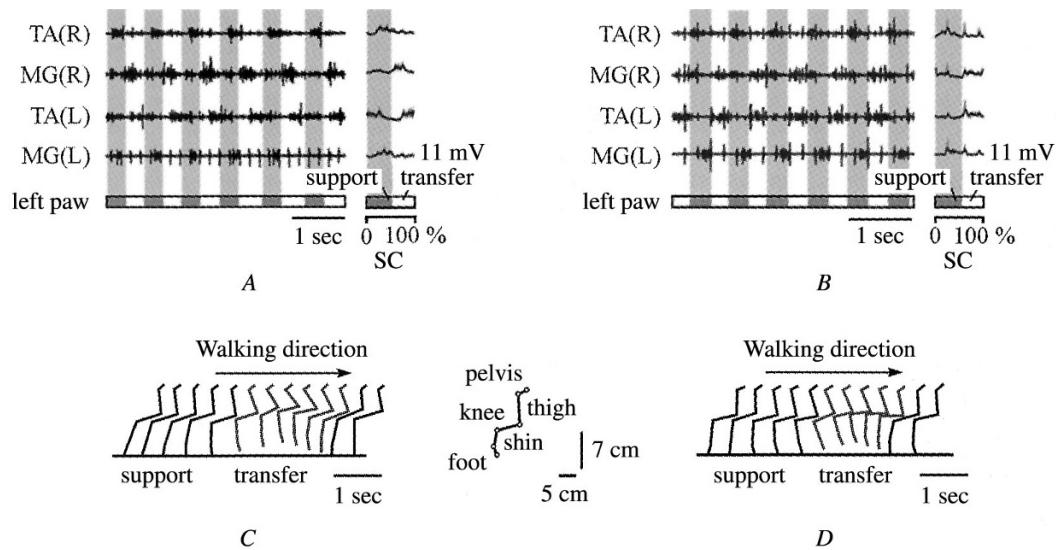 TA(R)
MG(R)
TA(L)
MG(L)
11 mV
support transfer
left paw
1 sec
0 100 %
SC
A
TA(R)
MG(R)
TA(L)
MG(L)
11 mV
support transfer
left paw
1 sec
0 100 %
SC
B
Walking direction
support transfer
1 sec
C
pelvis
knee thigh
shin
foot
7 cm
5 cm
Walking direction
support transfer
1 sec
D